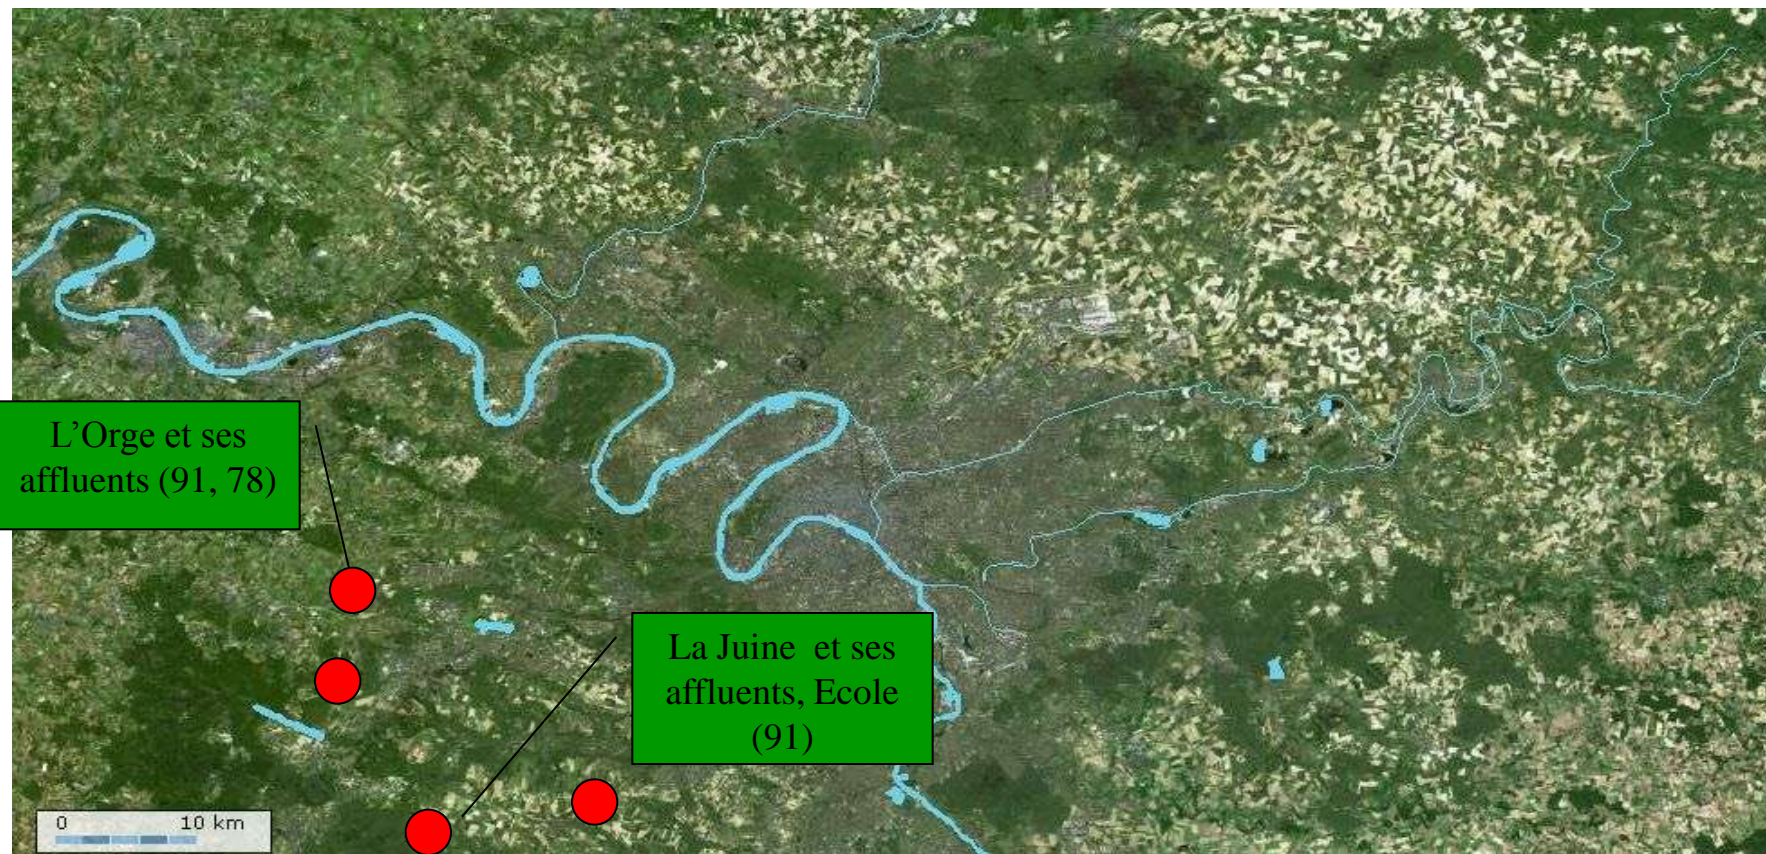 L’Orge et ses
affluents (91, 78)
La Juine et ses
affluents, Ecole
(91)
0 10 km